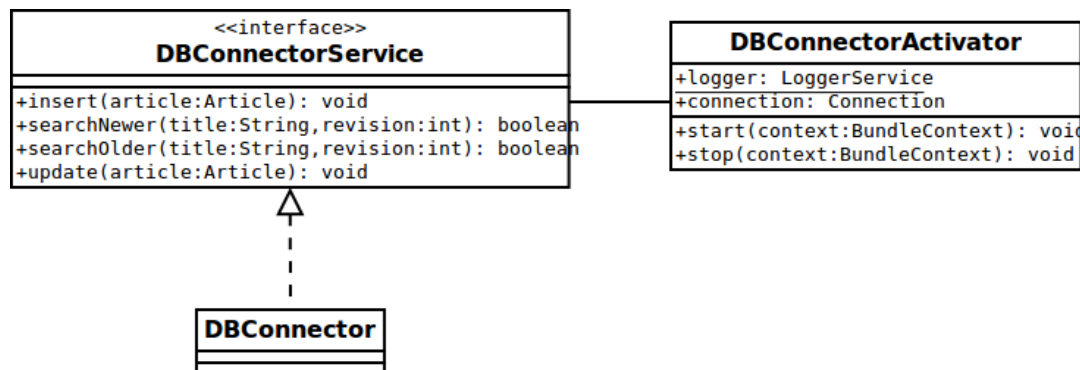 <<interface>>
DBConnectorService
+insert(article:Article): void
+searchNewer(title:String,revision:int): boolean
+searchOlder(title:String,revision:int): boolean
+update(article:Article): void
DBConnectorActivator
+logger: LoggerService
+connection: Connection
+start(context:BundleContext): void
+stop(context:BundleContext): void
DBConnector